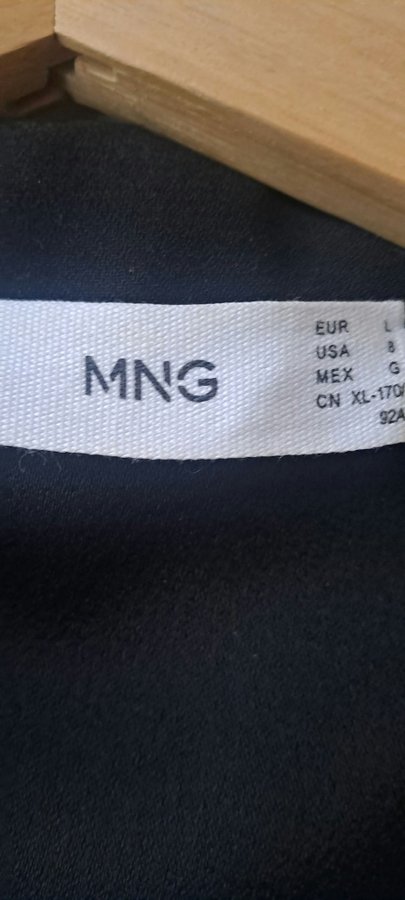 MNG
EUR L
USA 8
MEX G
CN XL-170/
92A